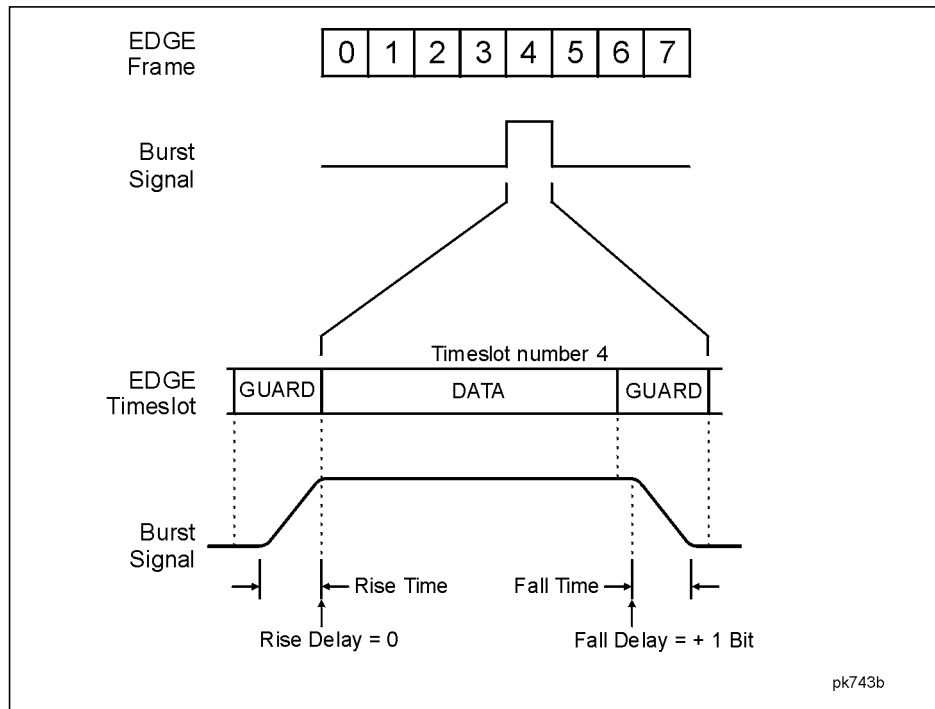 EDGE
Frame
0 1 2 3 4 5 6 7
Burst
Signal
Timeslot number 4
EDGE
Timeslot
GUARD DATA GUARD
Burst
Signal
Rise Time Fall Time
Rise Delay = 0 Fall Delay = + 1 Bit
pk743b